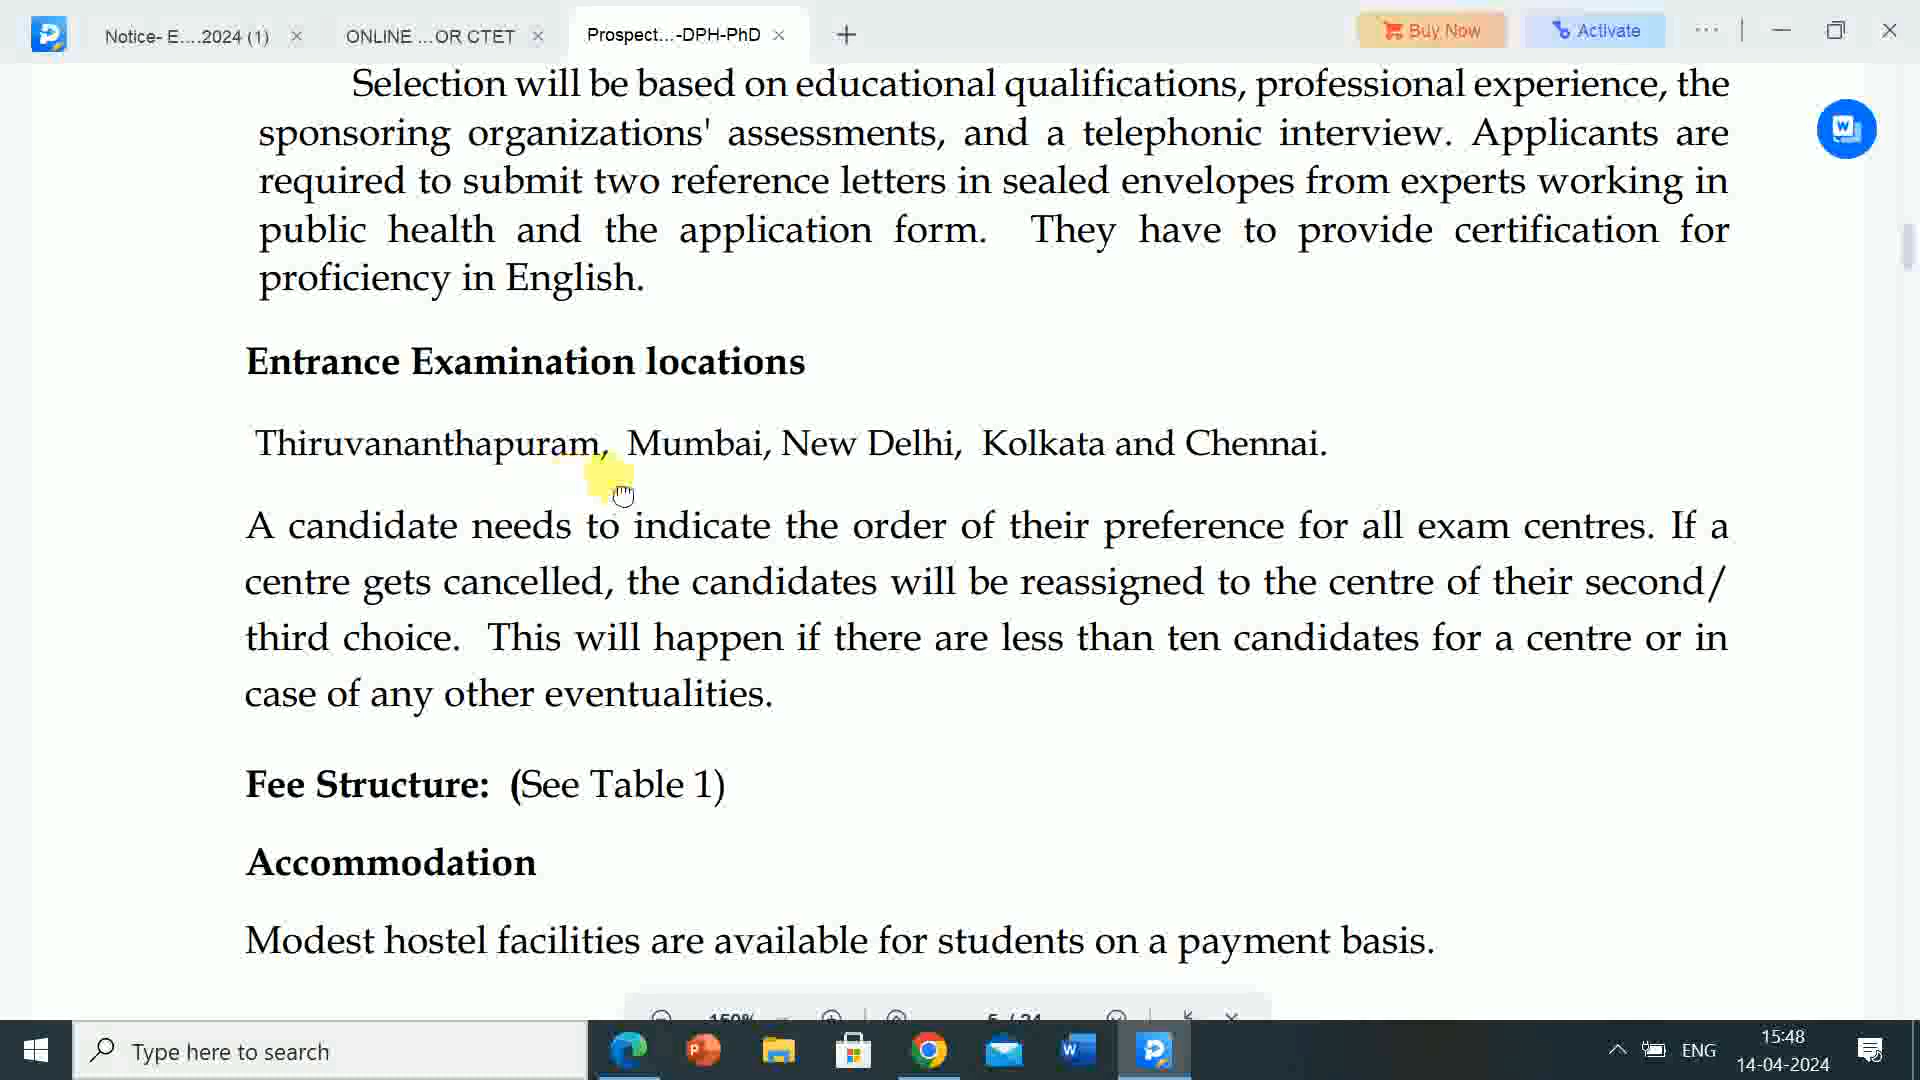 Notice- E....2024 (1)
ONLINE ...OR CTET
Prospect...-DPH-PhD
Buy Now
Activate
Selection will be based on educational qualifications, professional experience, the
sponsoring organizations' assessments, and a telephonic interview. Applicants are
required to submit two reference letters in sealed envelopes from experts working in
public health and the application form. They have to provide certification for
proficiency in English.
Entrance Examination locations
Thiruvananthapuram, Mumbai, New Delhi, Kolkata and Chennai.
A candidate needs to indicate the order of their preference for all exam centres. If a
centre gets cancelled, the candidates will be reassigned to the centre of their second/
third choice. This will happen if there are less than ten candidates for a centre or in
case of any other eventualities.
Fee Structure: (See Table 1)
Accommodation
Modest hostel facilities are available for students on a payment basis.
150%
Type here to search
ENG
15:48
14-04-2024